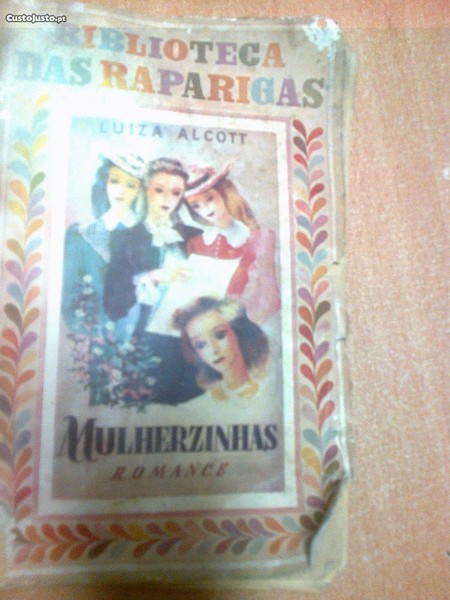 CustoJusto.pt
BIBLIOTECA
DAS RAPARIGAS
LUIZA ALCOTT
MULHERZINHAS
ROMANCE